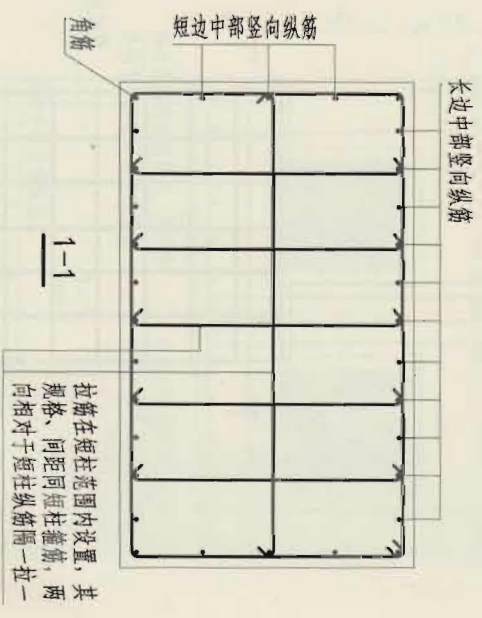 短边中部竖向纵筋
角筋
长边中部竖向纵筋
1-1
拉筋在短柱范围内设置，其
规格、间距同短柱箍筋，两
向相对于短柱纵筋隔一拉一